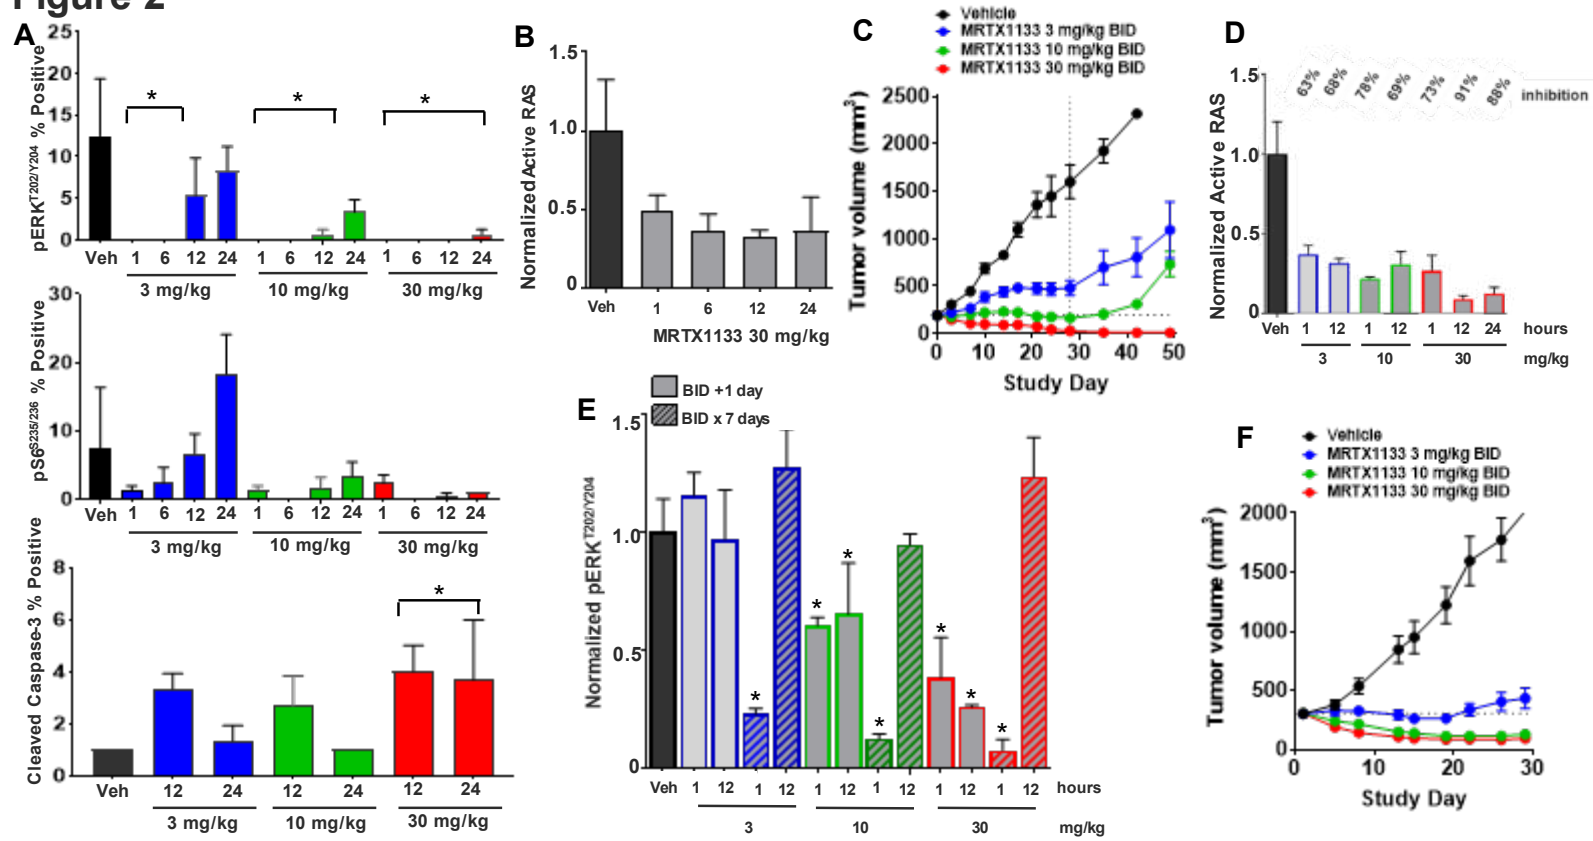 Figure 2
A
pERK T202/Y204 % Positive
25
20
15
10
5
0
* * *
Veh 1 6 12 24 1 6 12 24 1 6 12 24
3 mg/kg 10 mg/kg 30 mg/kg
pS6 S235/236 % Positive
30
20
10
0
Veh 1 6 12 24 1 6 12 24 1 6 12 24
3 mg/kg 10 mg/kg 30 mg/kg
Cleaved Caspase-3 % Positive
8
6
4
2
0
*
Veh 12 24 12 24 12 24
3 mg/kg 10 mg/kg 30 mg/kg
B
Normalized Active RAS
1.5
1.0
0.5
0
Veh 1 6 12 24
MRTX1133 30 mg/kg
C
Vehicle
MRTX1133 3 mg/kg BID
MRTX1133 10 mg/kg BID
MRTX1133 30 mg/kg BID
Tumor volume (mm3)
2500
2000
1500
1000
500
0
0 10 20 30 40 50
Study Day
D
63% 68% 78% 69% 73% 91% 88% inhibition
Normalized Active RAS
1.5
1.0
0.5
0
Veh 1 12 1 12 1 12 24 hours
3 10 30 mg/kg
E
BID +1 day
BID x 7 days
Normalized pERK T202/Y204
1.5
1.0
0.5
0
* * * * * * *
Veh 1 12 1 12 1 12 1 12 1 12 1 12 hours
3 10 30 mg/kg
F
Vehicle
MRTX1133 3 mg/kg BID
MRTX1133 10 mg/kg BID
MRTX1133 30 mg/kg BID
Tumor volume (mm3)
2000
1500
1000
500
0
0 10 20 30
Study Day